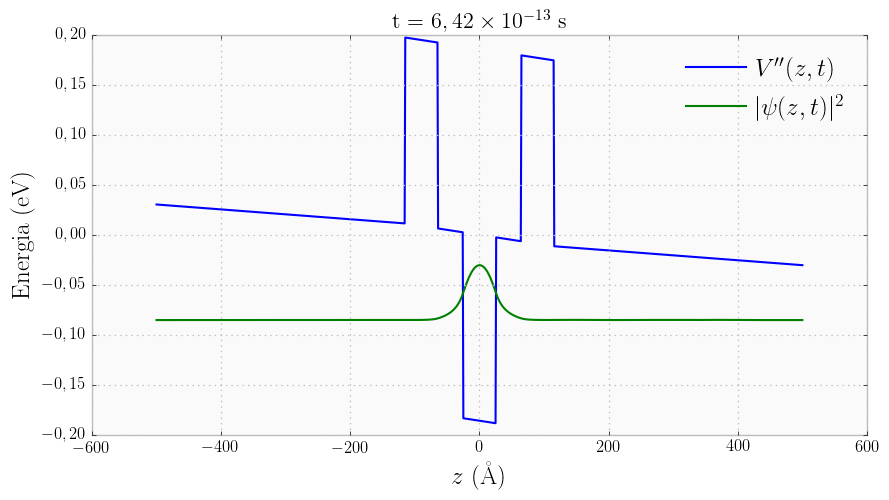 t = 6,42 × 10⁻¹³ s
0,20
0,15
0,10
0,05
0,00
−0,05
−0,10
−0,15
−0,20
Energia (eV)
V''(z, t)
|ψ(z, t)|²
−600 −400 −200 0 200 400 600
z (Å)